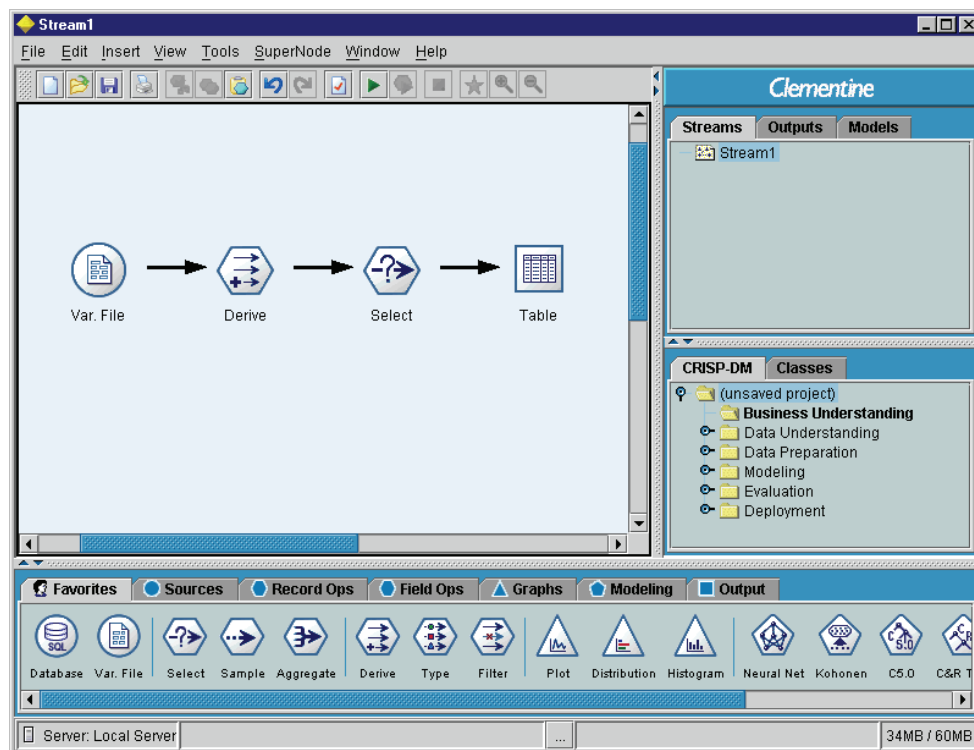 Stream1
File Edit Insert View Tools SuperNode Window Help
Clementine
Streams Outputs Models
Stream1
Var. File Derive Select Table
CRISP-DM Classes
(unsaved project)
Business Understanding
Data Understanding
Data Preparation
Modeling
Evaluation
Deployment
Favorites Sources Record Ops Field Ops Graphs Modeling Output
SQL C5.0 C&R
Database Var. File Select Sample Aggregate Derive Type Filter Plot Distribution Histogram Neural Net Kohonen C5.0 C&R T
Server: Local Server ... 34MB / 60MB